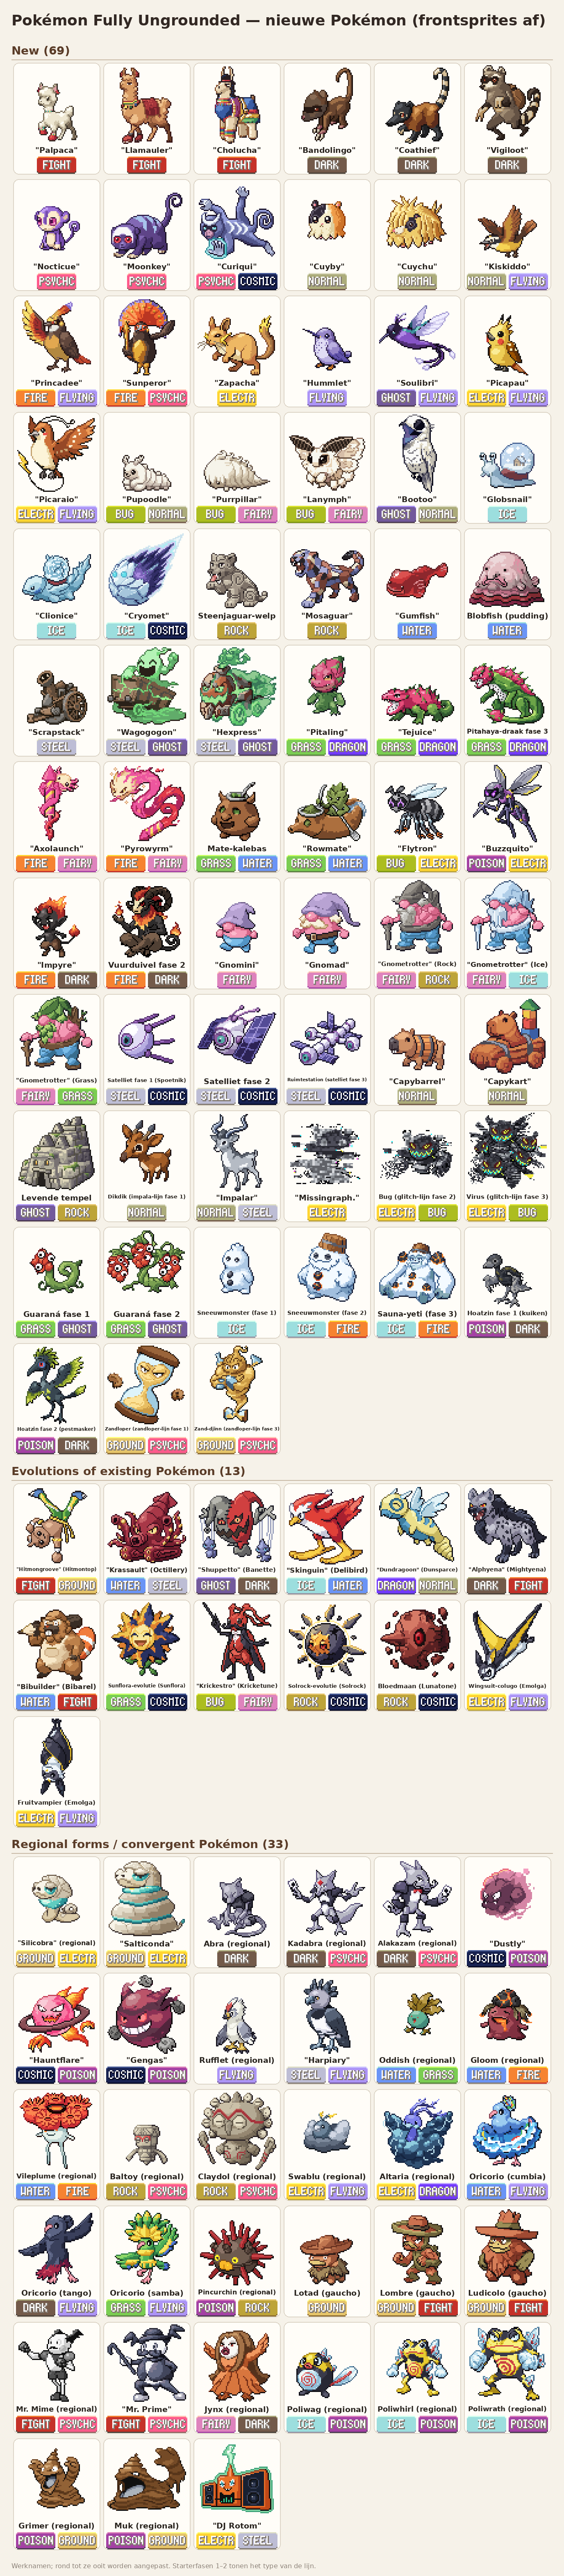 Pokémon Fully Ungrounded — nieuwe Pokémon (frontsprites af)
New (69)
"Palpaca" "Llamauler" "Cholucha" "Bandolingo" "Coathief" "Vigiloot"
FIGHT FIGHT FIGHT DARK DARK DARK
"Nocticue" "Moonkey" "Curiqui" "Cuyby" "Cuychu" "Kiskiddo"
PSYCHC PSYCHC PSYCHC COSMIC NORMAL NORMAL NORMAL FLYING
"Princadee" "Sunperor" "Zapacha" "Hummlet" "Soulibri" "Picapau"
FIRE FLYING FIRE PSYCHC ELECTR FLYING GHOST FLYING ELECTR FLYING
"Picaraio" "Pupoodle" "Purrpillar" "Lanymph" "Bootoo" "Globsnail"
ELECTR FLYING BUG NORMAL BUG FAIRY BUG FAIRY GHOST NORMAL ICE
"Clionice" "Cryomet" Steenjaguar-welp "Mosaguar" "Gumfish" Blobfish (pudding)
ICE ICE COSMIC ROCK ROCK WATER WATER
"Scrapstack" "Wagogogon" "Hexpress" "Pitaling" "Tejuice" Pitahaya-draak fase 3
STEEL STEEL GHOST STEEL GHOST GRASS DRAGON GRASS DRAGON GRASS DRAGON
"Axolaunch" "Pyrowyrm" Mate-kalebas "Rowmate" "Flytron" "Buzzquito"
FIRE FAIRY FIRE FAIRY GRASS WATER GRASS WATER BUG ELECTR POISON ELECTR
"Impyre" Vuurduivel fase 2 "Gnomini" "Gnomad" "Gnometrotter" (Rock) "Gnometrotter" (Ice)
FIRE DARK FIRE DARK FAIRY FAIRY FAIRY ROCK FAIRY ICE
"Gnometrotter" (Grass) Satelliet fase 1 (Spoetnik) Satelliet fase 2 Ruimtestation (satelliet fase 3) "Capybarrel" "Capykart"
FAIRY GRASS STEEL COSMIC STEEL COSMIC STEEL COSMIC NORMAL NORMAL
Levende tempel Dikdik (impala-lijn fase 1) "Impalar" "Missingraph." Bug (glitch-lijn fase 2) Virus (glitch-lijn fase 3)
GHOST ROCK NORMAL NORMAL STEEL ELECTR ELECTR BUG ELECTR BUG
Guaraná fase 1 Guaraná fase 2 Sneeuwmonster (fase 1) Sneeuwmonster (fase 2) Sauna-yeti (fase 3) Hoatzin fase 1 (kuiken)
GRASS GHOST GRASS GHOST ICE ICE FIRE ICE FIRE POISON DARK
Hoatzin fase 2 (pestmasker) Zandloper (zandloper-lijn fase 1) Zand-djinn (zandloper-lijn fase 3)
POISON DARK GROUND PSYCHC GROUND PSYCHC
Evolutions of existing Pokémon (13)
"Hitmongroove" (Hitmontop) "Krassault" (Octillery) "Shuppetto" (Banette) "Skinguin" (Delibird) "Dundragoon" (Dunsparce) "Alphyena" (Mightyena)
FIGHT GROUND WATER STEEL GHOST DARK ICE WATER DRAGON NORMAL DARK FIGHT
"Bibuilder" (Bibarel) Sunflora-evolutie (Sunflora) "Krickestro" (Kricketune) Solrock-evolutie (Solrock) Bloedmaan (Lunatone) Wingsuit-colugo (Emolga)
WATER FIGHT GRASS COSMIC BUG FAIRY ROCK COSMIC ROCK COSMIC ELECTR FLYING
Fruitvampier (Emolga)
ELECTR FLYING
Regional forms / convergent Pokémon (33)
"Silicobra" (regional) "Salticonda" Abra (regional) Kadabra (regional) Alakazam (regional) "Dustly"
GROUND ELECTR GROUND ELECTR DARK DARK PSYCHC DARK PSYCHC COSMIC POISON
"Hauntflare" "Gengas" Rufflet (regional) "Harpiary" Oddish (regional) Gloom (regional)
COSMIC POISON COSMIC POISON FLYING STEEL FLYING WATER GRASS WATER FIRE
Vileplume (regional) Baltoy (regional) Claydol (regional) Swablu (regional) Altaria (regional) Oricorio (cumbia)
WATER FIRE ROCK PSYCHC ROCK PSYCHC ELECTR FLYING ELECTR DRAGON WATER FLYING
Oricorio (tango) Oricorio (samba) Pincurchin (regional) Lotad (gaucho) Lombre (gaucho) Ludicolo (gaucho)
DARK FLYING GRASS FLYING POISON ROCK GROUND GROUND FIGHT GROUND FIGHT
Mr. Mime (regional) "Mr. Prime" Jynx (regional) Poliwag (regional) Poliwhirl (regional) Poliwrath (regional)
FIGHT PSYCHC FIGHT PSYCHC FAIRY DARK ICE POISON ICE POISON ICE POISON
Grimer (regional) Muk (regional) "DJ Rotom"
POISON GROUND POISON GROUND ELECTR STEEL
Werknamen; rond tot ze ooit worden aangepast. Starterfasen 1–2 tonen het type van de lijn.